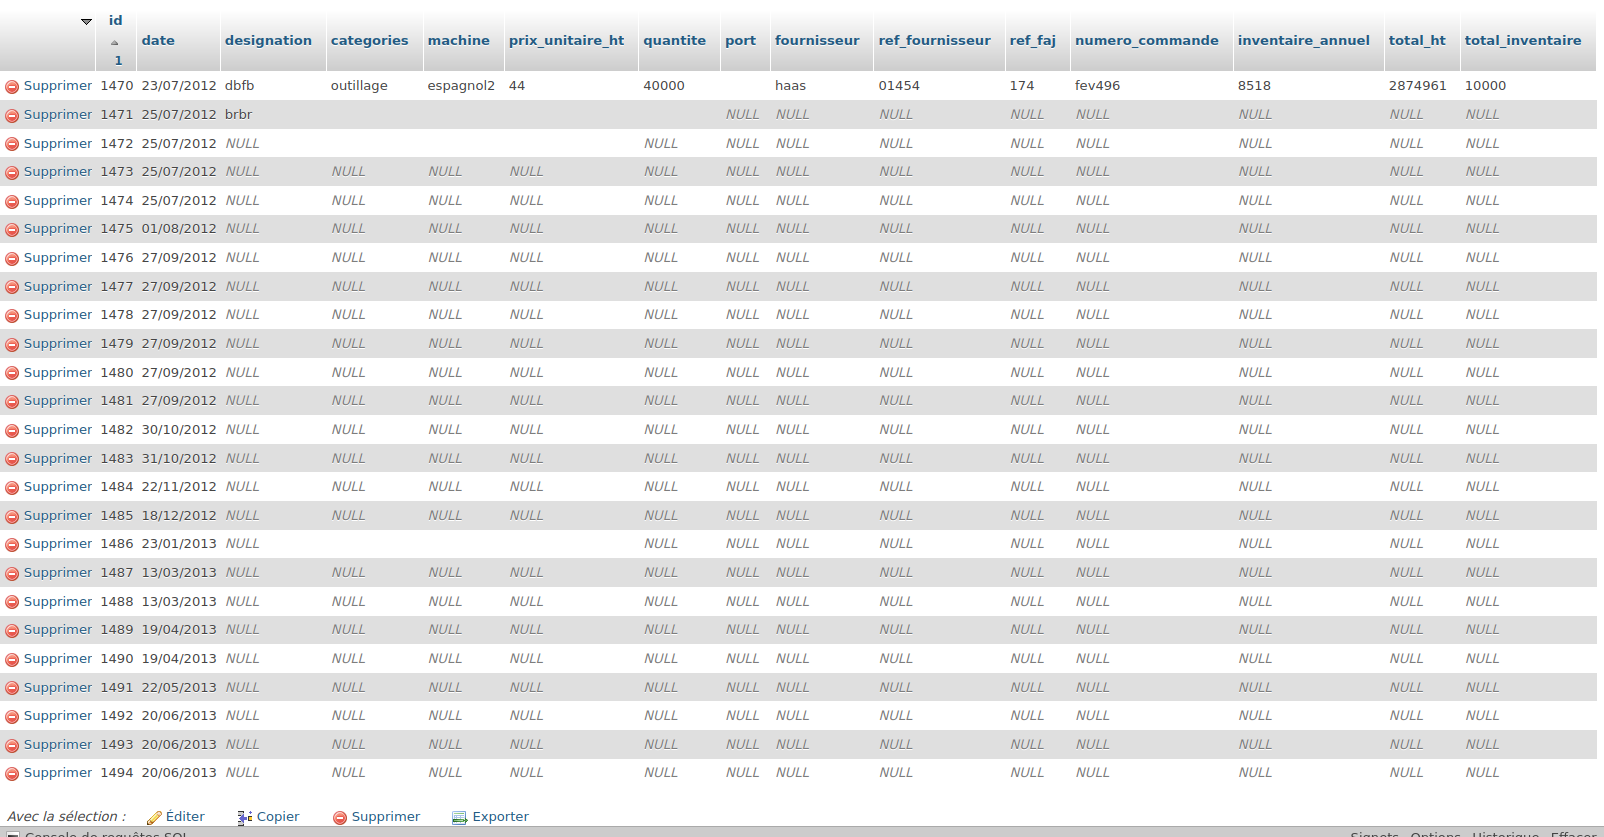 id
1
date designation categories machine prix_unitaire_ht quantite port fournisseur ref_fournisseur ref_faj numero_commande inventaire_annuel total_ht total_inventaire
Supprimer 1470 23/07/2012 dbfb outillage espagnol2 44 40000 haas 01454 174 fev496 8518 2874961 10000
Supprimer 1471 25/07/2012 brbr NULL NULL NULL NULL NULL NULL NULL NULL
Supprimer 1472 25/07/2012 NULL NULL NULL NULL NULL NULL NULL NULL NULL NULL
Supprimer 1473 25/07/2012 NULL NULL NULL NULL NULL NULL NULL NULL NULL NULL NULL NULL NULL
Supprimer 1474 25/07/2012 NULL NULL NULL NULL NULL NULL NULL NULL NULL NULL NULL NULL NULL
Supprimer 1475 01/08/2012 NULL NULL NULL NULL NULL NULL NULL NULL NULL NULL NULL NULL NULL
Supprimer 1476 27/09/2012 NULL NULL NULL NULL NULL NULL NULL NULL NULL NULL NULL NULL NULL
Supprimer 1477 27/09/2012 NULL NULL NULL NULL NULL NULL NULL NULL NULL NULL NULL NULL NULL
Supprimer 1478 27/09/2012 NULL NULL NULL NULL NULL NULL NULL NULL NULL NULL NULL NULL NULL
Supprimer 1479 27/09/2012 NULL NULL NULL NULL NULL NULL NULL NULL NULL NULL NULL NULL NULL
Supprimer 1480 27/09/2012 NULL NULL NULL NULL NULL NULL NULL NULL NULL NULL NULL NULL NULL
Supprimer 1481 27/09/2012 NULL NULL NULL NULL NULL NULL NULL NULL NULL NULL NULL NULL NULL
Supprimer 1482 30/10/2012 NULL NULL NULL NULL NULL NULL NULL NULL NULL NULL NULL NULL NULL
Supprimer 1483 31/10/2012 NULL NULL NULL NULL NULL NULL NULL NULL NULL NULL NULL NULL NULL
Supprimer 1484 22/11/2012 NULL NULL NULL NULL NULL NULL NULL NULL NULL NULL NULL NULL NULL
Supprimer 1485 18/12/2012 NULL NULL NULL NULL NULL NULL NULL NULL NULL NULL NULL NULL NULL
Supprimer 1486 23/01/2013 NULL NULL NULL NULL NULL NULL NULL NULL NULL NULL
Supprimer 1487 13/03/2013 NULL NULL NULL NULL NULL NULL NULL NULL NULL NULL NULL NULL NULL
Supprimer 1488 13/03/2013 NULL NULL NULL NULL NULL NULL NULL NULL NULL NULL NULL NULL NULL
Supprimer 1489 19/04/2013 NULL NULL NULL NULL NULL NULL NULL NULL NULL NULL NULL NULL NULL
Supprimer 1490 19/04/2013 NULL NULL NULL NULL NULL NULL NULL NULL NULL NULL NULL NULL NULL
Supprimer 1491 22/05/2013 NULL NULL NULL NULL NULL NULL NULL NULL NULL NULL NULL NULL NULL
Supprimer 1492 20/06/2013 NULL NULL NULL NULL NULL NULL NULL NULL NULL NULL NULL NULL NULL
Supprimer 1493 20/06/2013 NULL NULL NULL NULL NULL NULL NULL NULL NULL NULL NULL NULL NULL
Supprimer 1494 20/06/2013 NULL NULL NULL NULL NULL NULL NULL NULL NULL NULL NULL NULL NULL
Avec la sélection : Éditer Copier Supprimer Exporter
Console de requêtes SQL Signets Options Historique Effacer